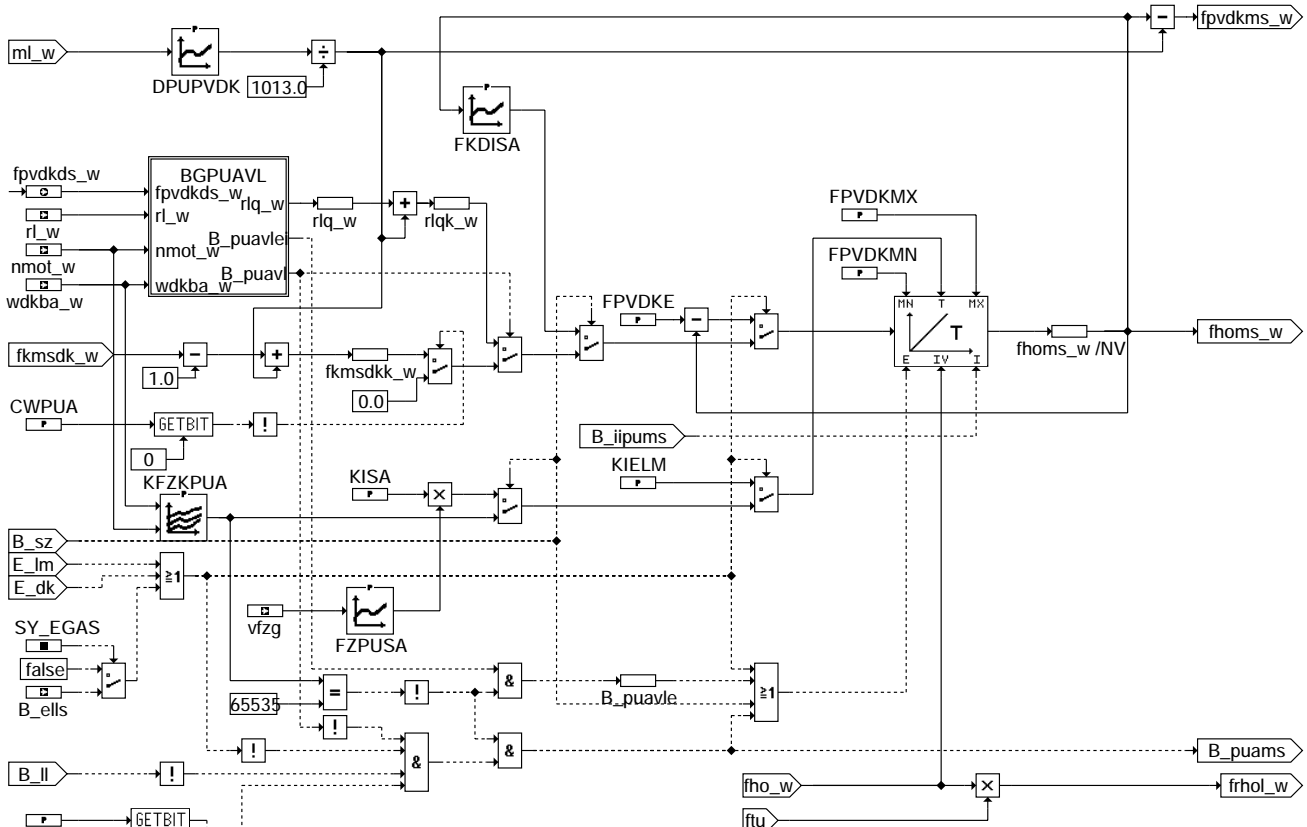 ml_w
P
DPUPVDK
÷
1013.0
P
FKDISA
-
fpvdkms_w
fpvdkds_w
rl_w
nmot_w
wdkba_w
BGPUAVL
fpvdkds_w
rlq_w
rl_w
B_puavlei
nmot_w
B_puavl
wdkba_w
rlq_w
+
rlqk_w
FPVDKMX
P
FPVDKMN
P
FPVDKE
P
-
MN T MX
T
E IV I
fhoms_w /NV
fhoms_w
fkmsdk_w
-
1.0
+
fkmsdkk_w
0.0
CWPUA
P
GETBIT
!
0
B_iipums
KFZKPUA
P
KISA
P
×
KIELM
P
B_sz
E_lm
E_dk
≥1
vfzg
P
FZPUSA
SY_EGAS
false
B_ells
65535
=
!
&
B_puavle
≥1
!
!
&
&
B_puams
B_ll
!
fho_w
×
frhol_w
P
GETBIT
ftu